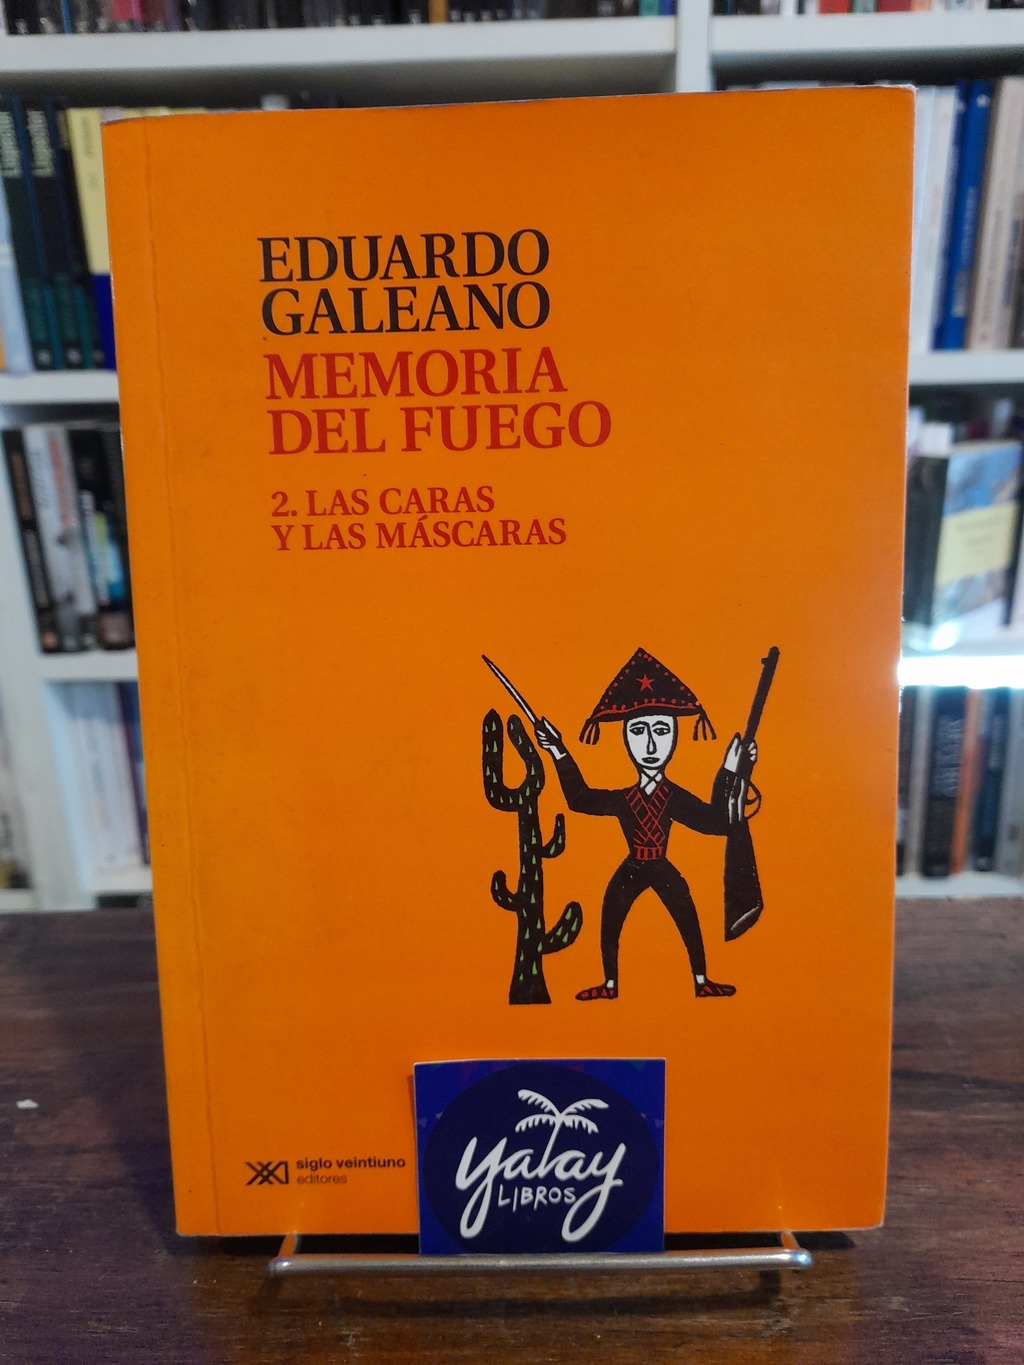 EDUARDO
GALEANO
MEMORIA
DEL FUEGO
2. LAS CARAS
Y LAS MÁSCARAS
siglo veintiuno
editores
yatay
LIBROS